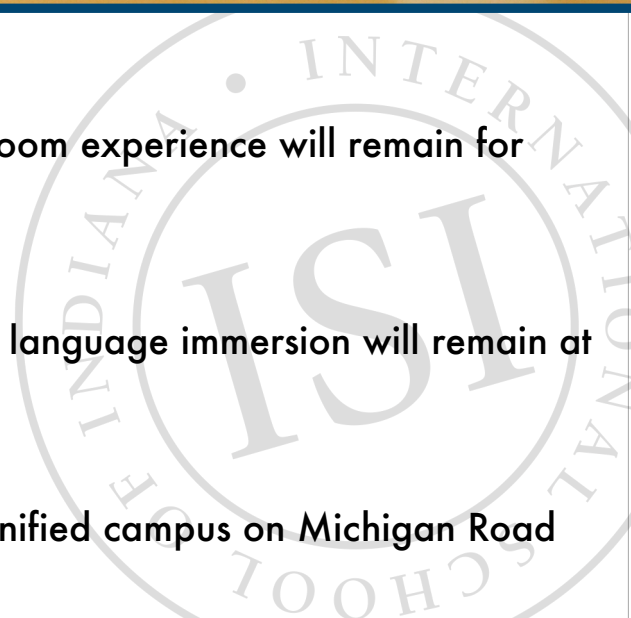 oom experience will remain for
language immersion will remain at
nified campus on Michigan Road
INTERNATIONAL SCHOOL OF INDIANA •
ISI